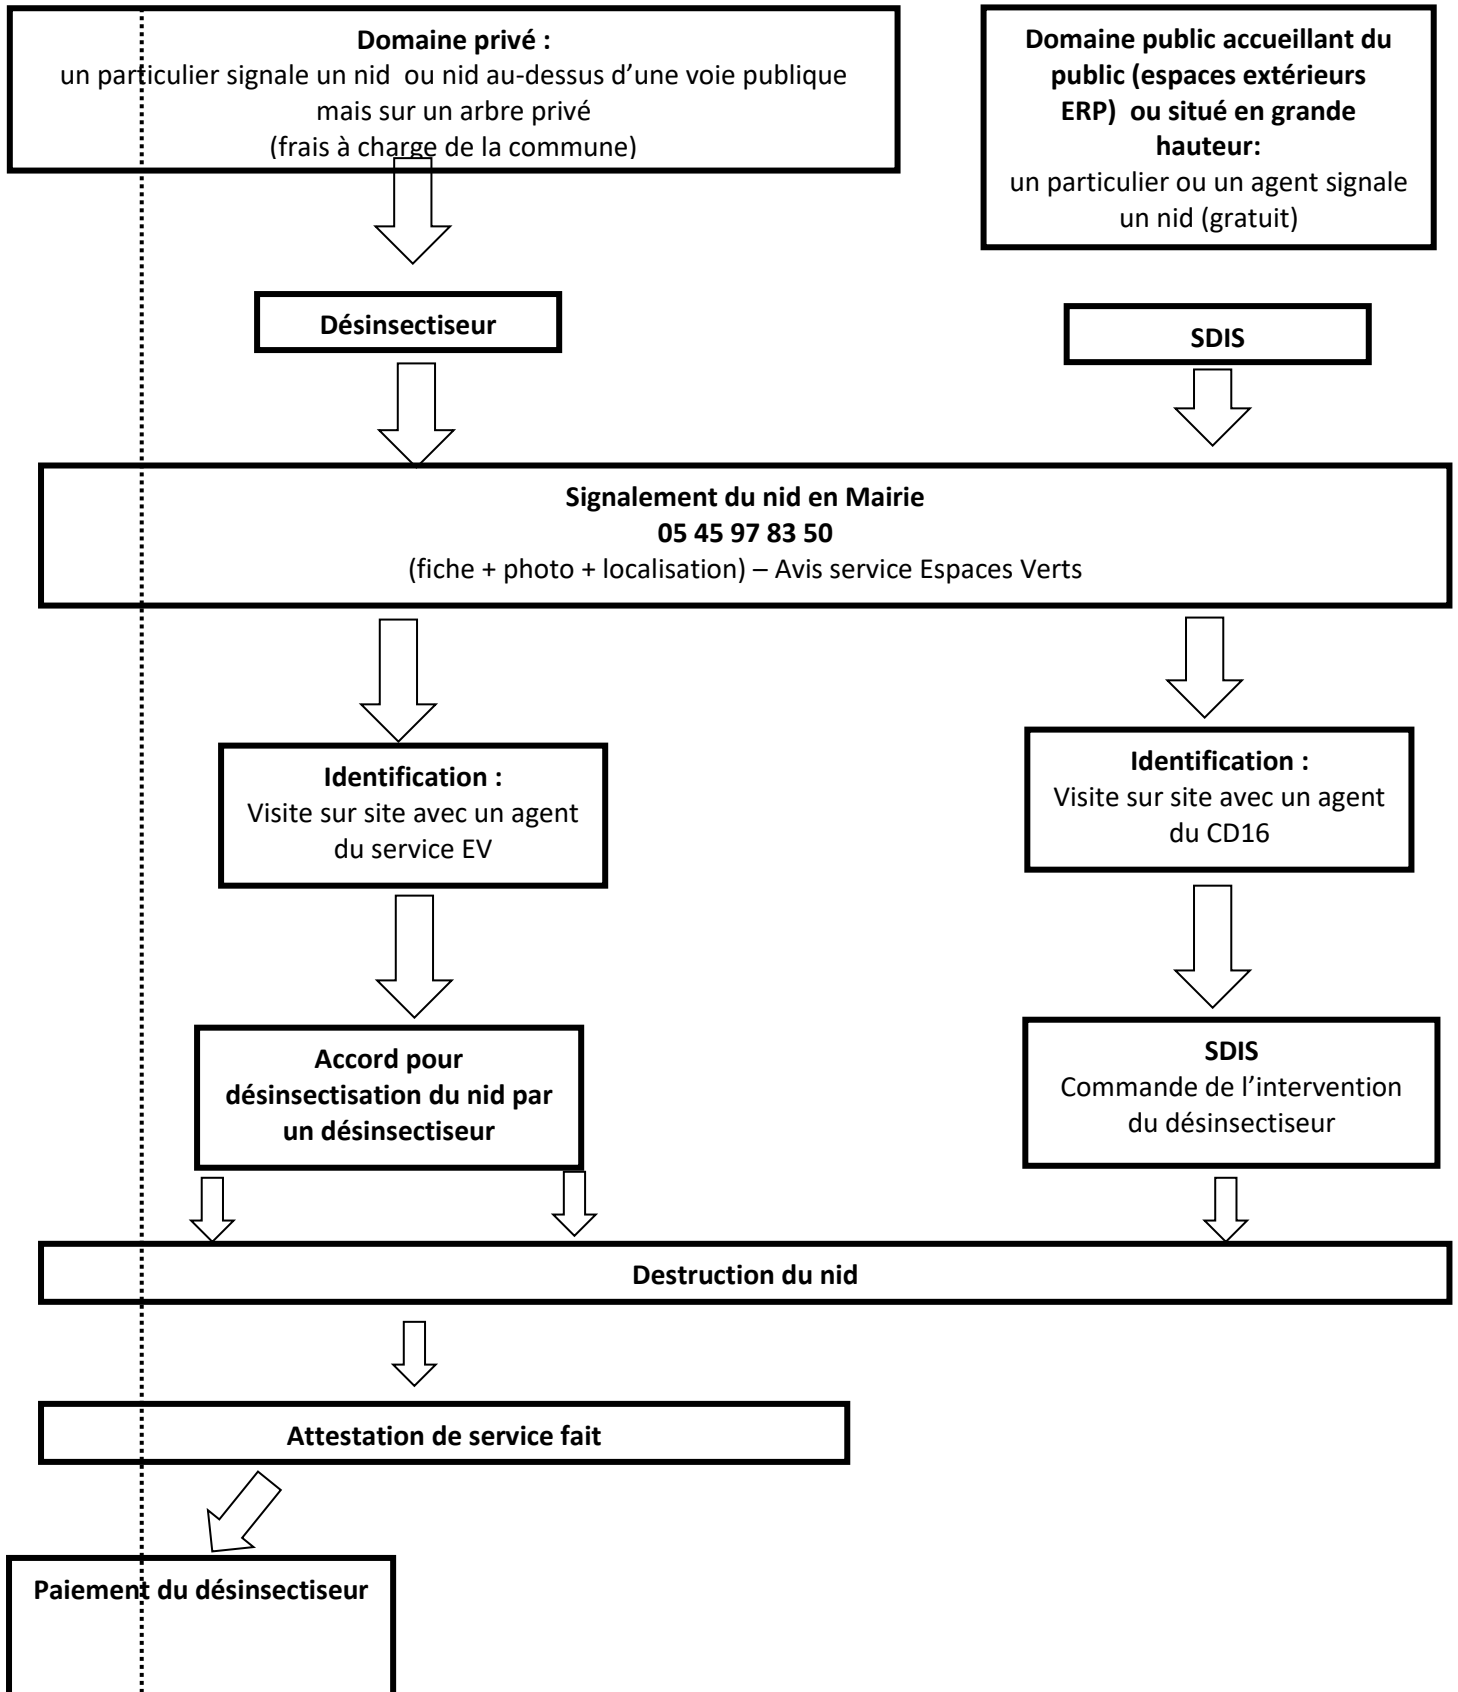 Domaine privé :
un particulier signale un nid ou nid au-dessus d’une voie publique
mais sur un arbre privé
(frais à charge de la commune)
Domaine public accueillant du
public (espaces extérieurs
ERP) ou situé en grande
hauteur:
un particulier ou un agent signale
un nid (gratuit)
Désinsectiseur
SDIS
Signalement du nid en Mairie
05 45 97 83 50
(fiche + photo + localisation) – Avis service Espaces Verts
Identification :
Visite sur site avec un agent
du service EV
Identification :
Visite sur site avec un agent
du CD16
Accord pour
désinsectisation du nid par
un désinsectiseur
SDIS
Commande de l’intervention
du désinsectiseur
Destruction du nid
Attestation de service fait
Paiement du désinsectiseur